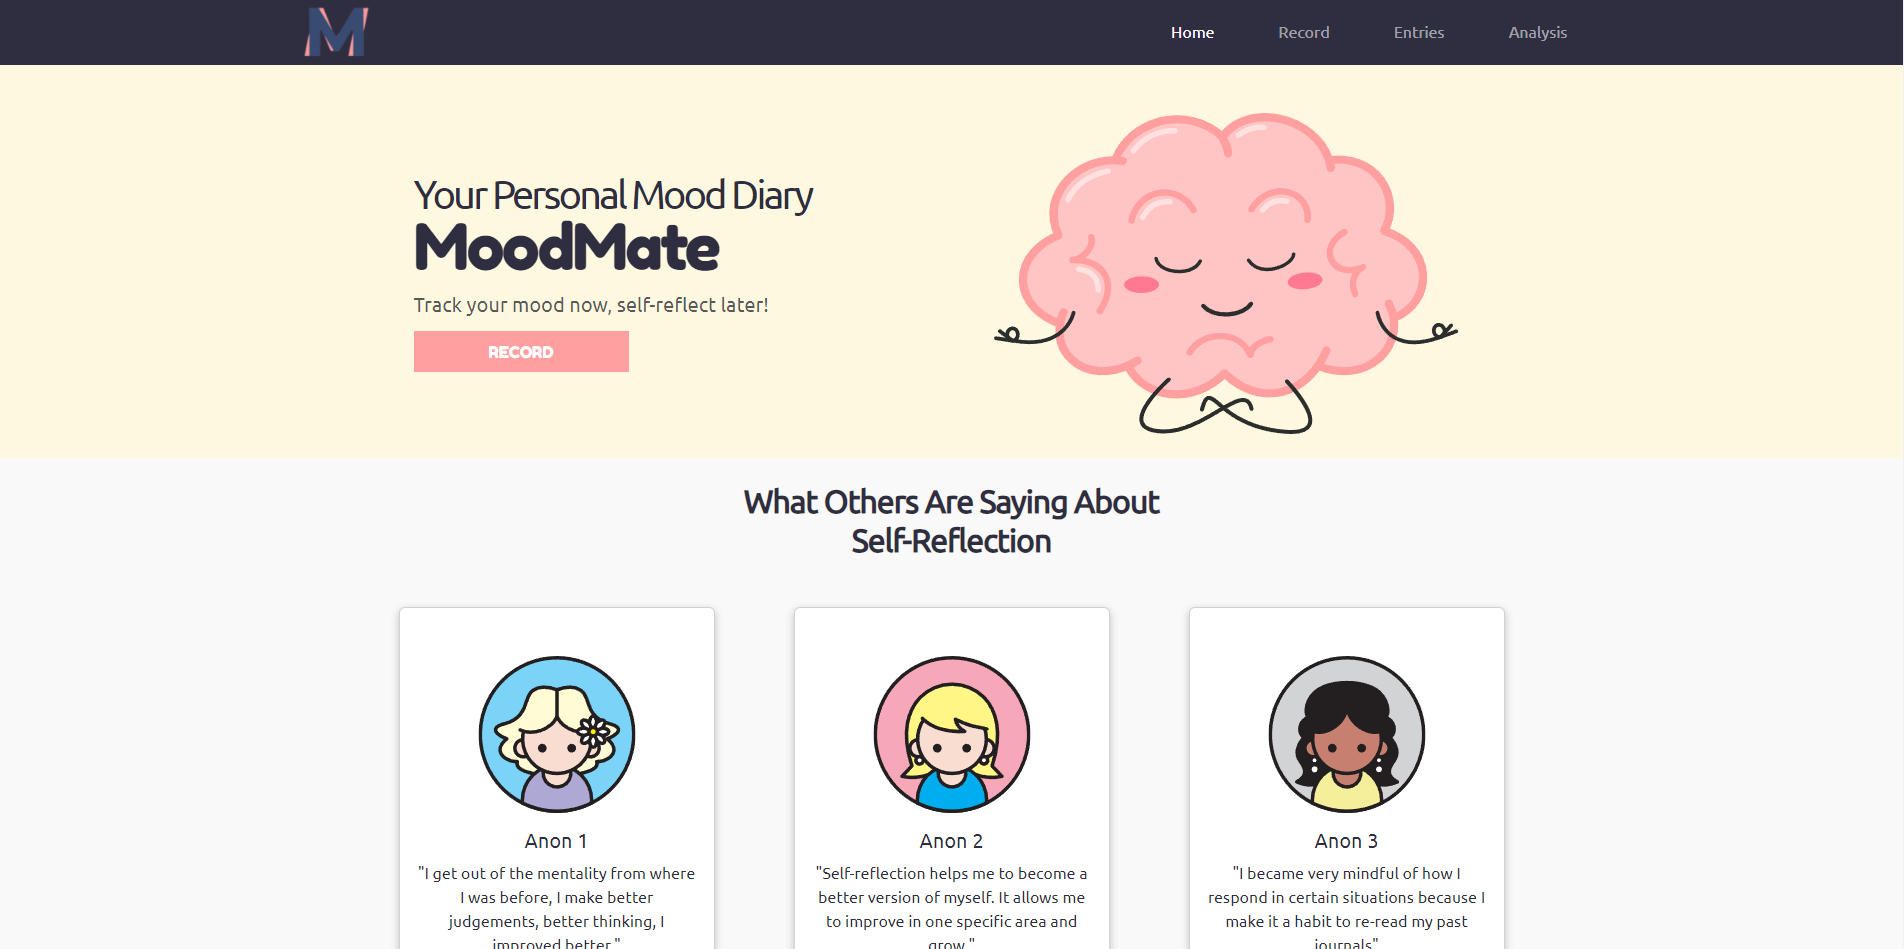 M
Home
Record
Entries
Analysis
Your Personal Mood Diary
MoodMate
Track your mood now, self-reflect later!
RECORD
What Others Are Saying About
Self-Reflection
Anon 1
"I get out of the mentality from where
I was before, I make better
judgements, better thinking, I
improved better."
Anon 2
"Self-reflection helps me to become a
better version of myself. It allows me
to improve in one specific area and
grow."
Anon 3
"I became very mindful of how I
respond in certain situations because I
make it a habit to re-read my past
journals"